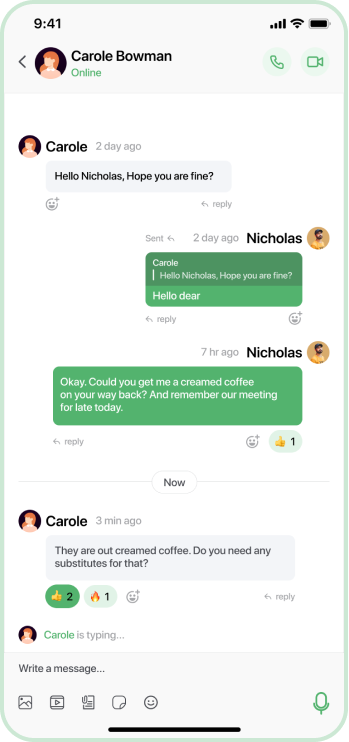 9:41
Carole Bowman
Online
Carole 2 day ago
Hello Nicholas, Hope you are fine?
reply
Sent 2 day ago Nicholas
Carole
Hello Nicholas, Hope you are fine?
Hello dear
reply
7 hr ago Nicholas
Okay. Could you get me a creamed coffee
on your way back? And remember our meeting
for late today.
reply
👍 1
Now
Carole 3 min ago
They are out creamed coffee. Do you need any
substitutes for that?
👍 2 🔥 1 reply
Carole is typing...
Write a message...